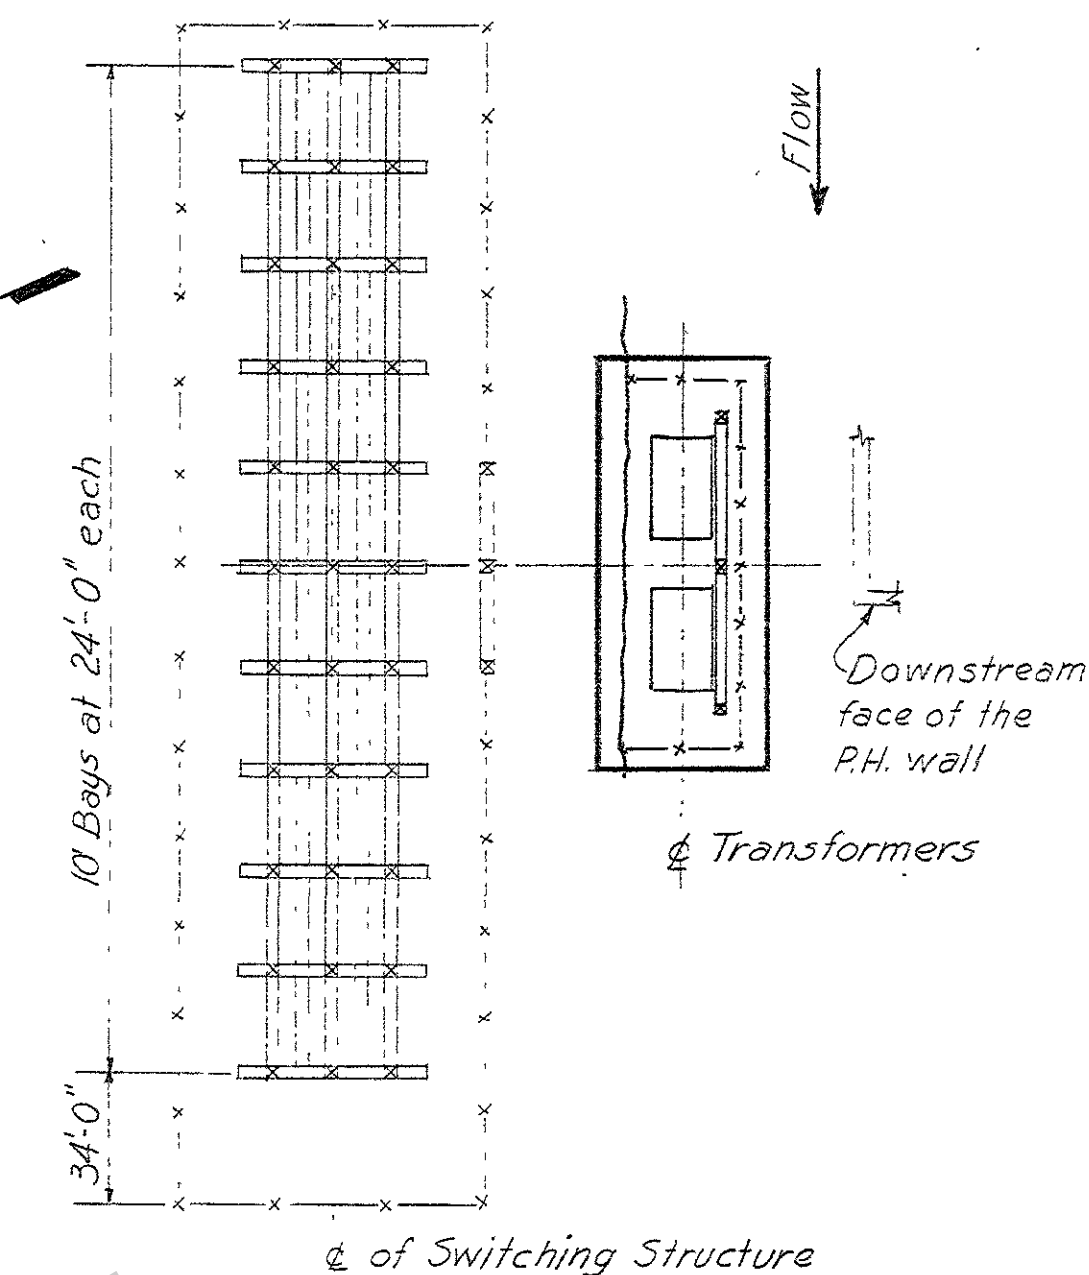 Flow
10' Bays at 24'-0" each
34'-0"
Downstream
face of the
P.H. wall
℄ Transformers
℄ of Switching Structure